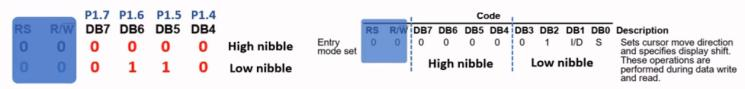 P1.7 P1.6 P1.5 P1.4
RS R/W DB7 DB6 DB5 DB4
0 0 0 0 0 0 High nibble
0 0 0 1 1 0 Low nibble
Code
RS R/W DB7 DB6 DB5 DB4 DB3 DB2 DB1 DB0 Description
Entry mode set 0 0 0 0 0 0 0 1 I/D S Sets cursor move direction
and specifies display shift.
These operations are
performed during data write
and read.
High nibble Low nibble